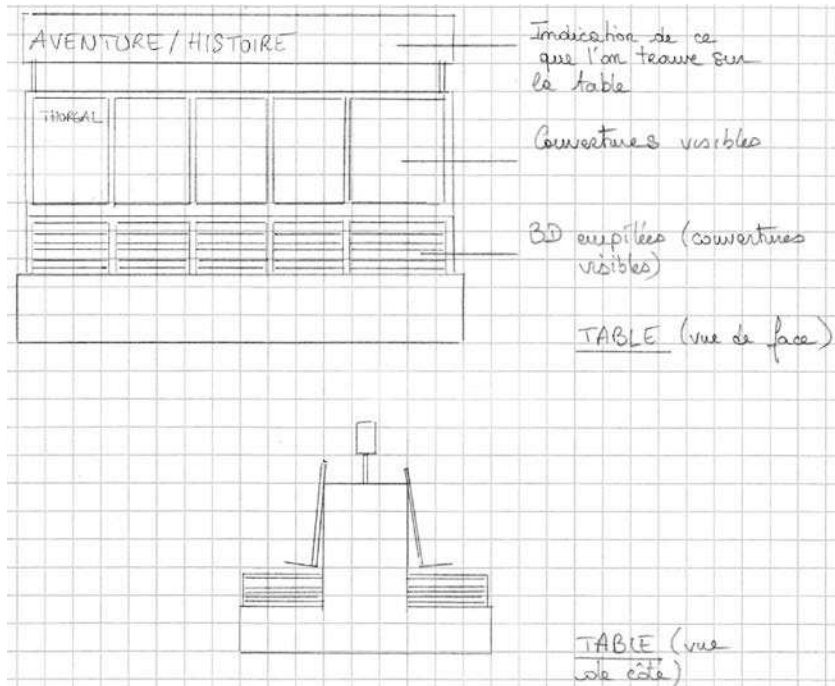 AVENTURE / HISTOIRE
Indication de ce
que l'on trouve sur
la table
THORGAL
Couvertures visibles
BD empilées (couvertures
visibles)
TABLE (vue de face)
TABLE (vue
de côté)